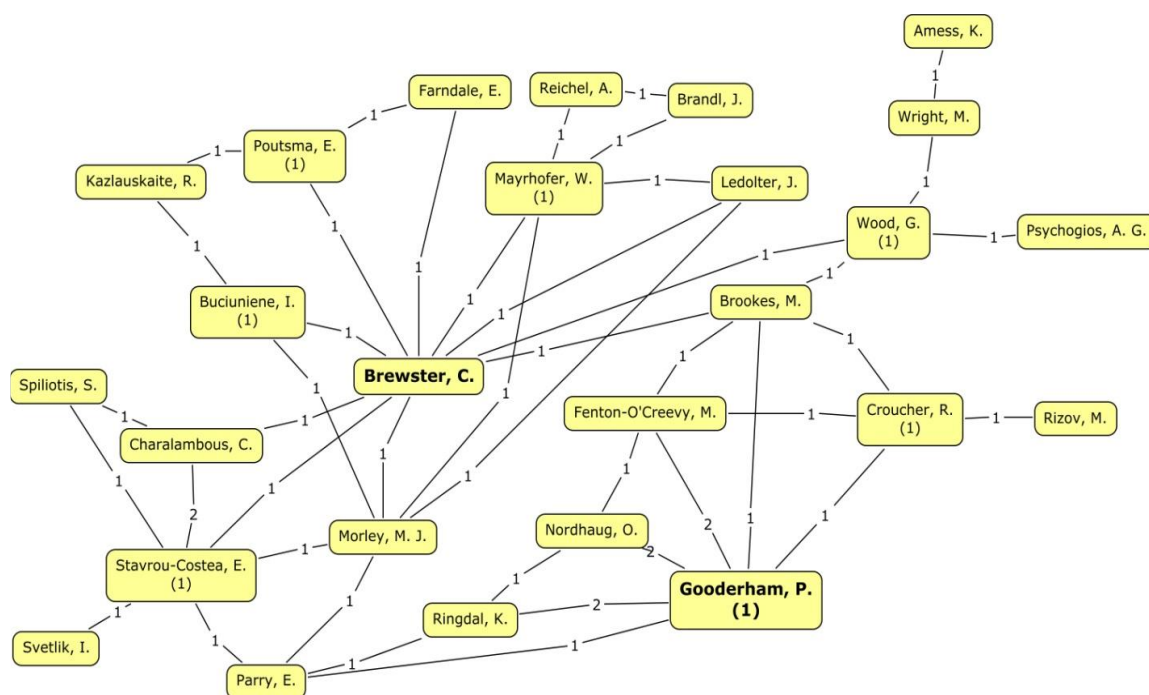 Amess, K.
1
Farndale, E.
Reichel, A.
1
Brandl, J.
Wright, M.
1
Poutsma, E.
(1)
1
1
1
Kazlauskaite, R.
Mayrhofer, W.
(1)
1
Ledolter, J.
1
Wood, G.
(1)
1
Psychogios, A. G.
1
1
1
1
1
Buciuniene, I.
(1)
1
1
1
1
Brookes, M.
1
1
1
Brewster, C.
Spiliotis, S.
1
1
1
Fenton-O'Creevy, M.
1
Croucher, R.
(1)
1
Rizov, M.
1
1
Charalambous, C.
1
1
1
1
1
2
1
Morley, M. J.
Nordhaug, O.
2
1
1
2
Stavrou-Costea, E.
(1)
1
Gooderham, P.
(1)
1
1
1
Ringdal, K.
2
Svetlik, I.
1
1
1
Parry, E.